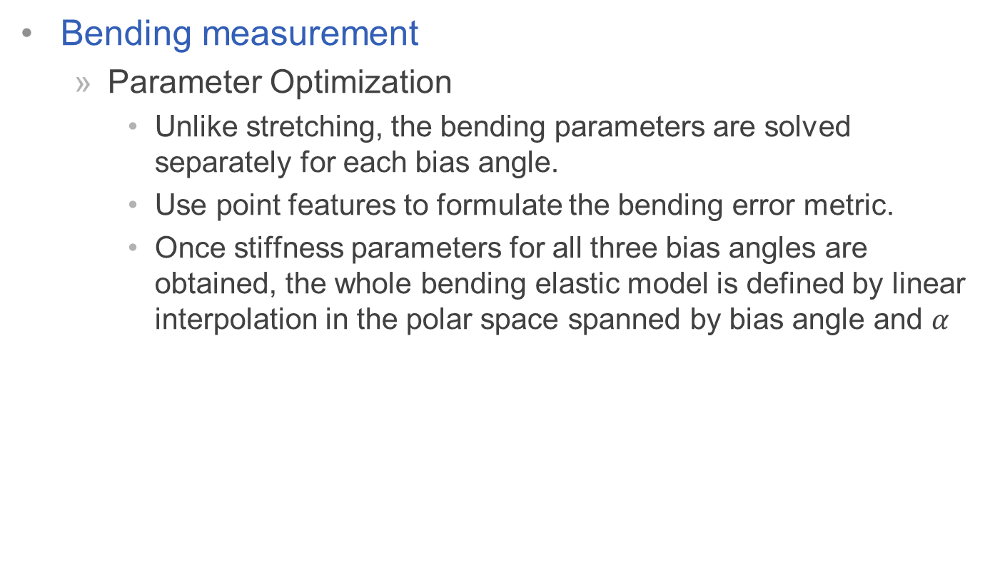 • Bending measurement
» Parameter Optimization
• Unlike stretching, the bending parameters are solved
separately for each bias angle.
• Use point features to formulate the bending error metric.
• Once stiffness parameters for all three bias angles are
obtained, the whole bending elastic model is defined by linear
interpolation in the polar space spanned by bias angle and 𝛼